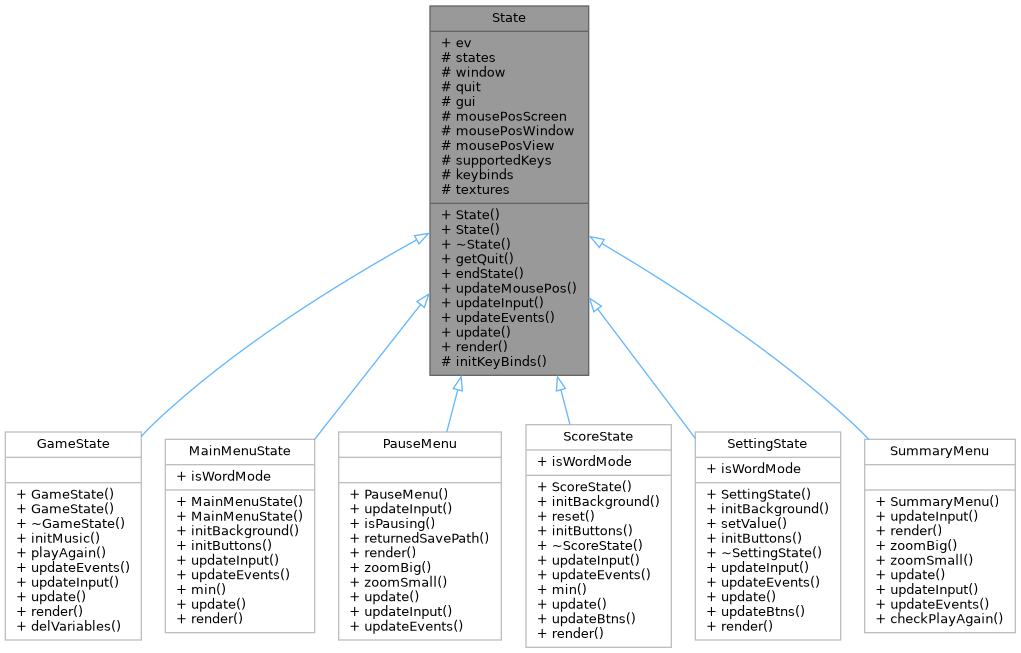 State
+ ev
# states
# window
# quit
# gui
# mousePosScreen
# mousePosWindow
# mousePosView
# supportedKeys
# keybinds
# textures
+ State()
+ State()
+ ~State()
+ getQuit()
+ endState()
+ updateMousePos()
+ updateInput()
+ updateEvents()
+ update()
+ render()
# initKeyBinds()
GameState
+ GameState()
+ GameState()
+ ~GameState()
+ initMusic()
+ playAgain()
+ updateEvents()
+ updateInput()
+ update()
+ render()
+ delVariables()
MainMenuState
+ isWordMode
+ MainMenuState()
+ MainMenuState()
+ initBackground()
+ initButtons()
+ updateInput()
+ updateEvents()
+ min()
+ update()
+ render()
PauseMenu
+ PauseMenu()
+ updateInput()
+ isPausing()
+ returnedSavePath()
+ render()
+ zoomBig()
+ zoomSmall()
+ update()
+ updateInput()
+ updateEvents()
ScoreState
+ isWordMode
+ ScoreState()
+ initBackground()
+ reset()
+ initButtons()
+ ~ScoreState()
+ updateInput()
+ updateEvents()
+ min()
+ update()
+ updateBtns()
+ render()
SettingState
+ isWordMode
+ SettingState()
+ initBackground()
+ setValue()
+ initButtons()
+ ~SettingState()
+ updateInput()
+ updateEvents()
+ update()
+ updateBtns()
+ render()
SummaryMenu
+ SummaryMenu()
+ updateInput()
+ render()
+ zoomBig()
+ zoomSmall()
+ update()
+ updateInput()
+ updateEvents()
+ checkPlayAgain()